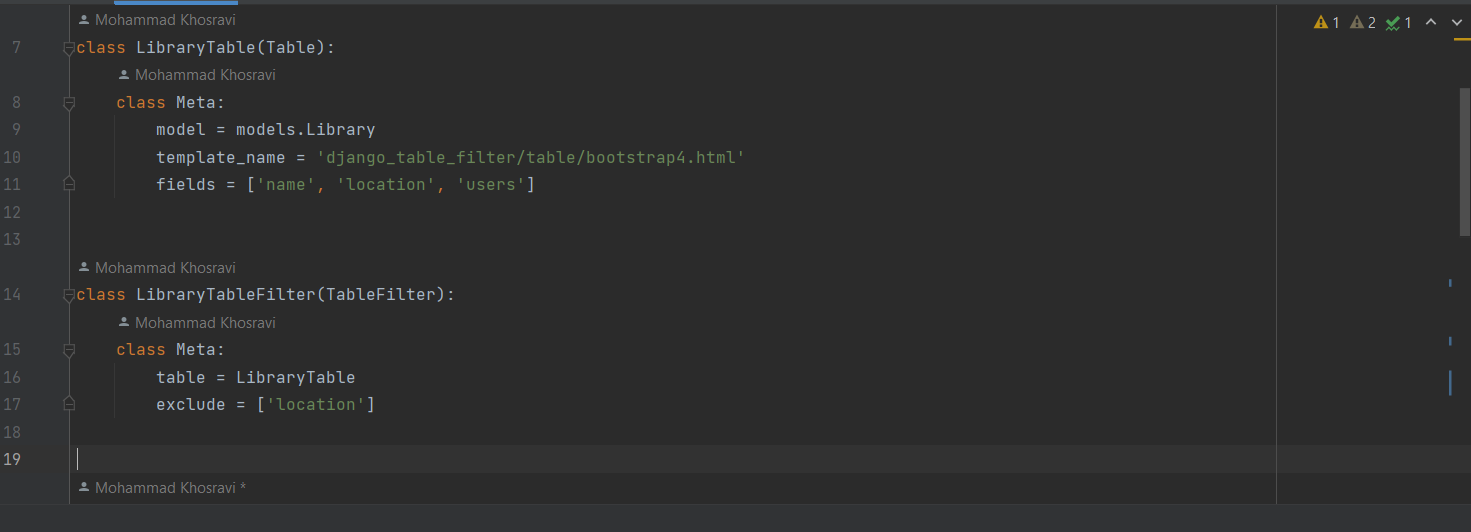 Mohammad Khosravi
1 2 1
7 class LibraryTable(Table):
Mohammad Khosravi
8 class Meta:
9 model = models.Library
10 template_name = 'django_table_filter/table/bootstrap4.html'
11 fields = ['name', 'location', 'users']
12
13
Mohammad Khosravi
14 class LibraryTableFilter(TableFilter):
Mohammad Khosravi
15 class Meta:
16 table = LibraryTable
17 exclude = ['location']
18
19
Mohammad Khosravi *